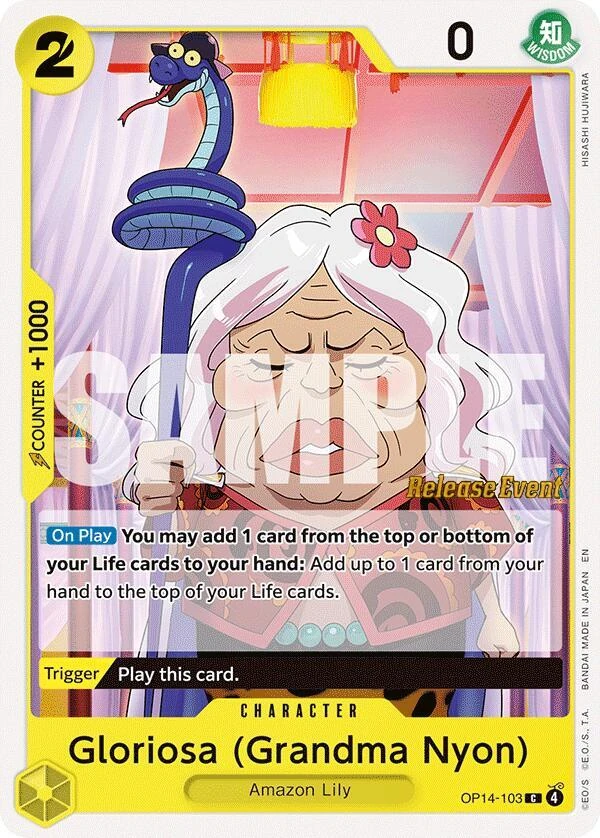 2
0
知
WISDOM
HISASHI HUJIWARA
COUNTER +1000
SAMPLE
Release Event
On Play You may add 1 card from the top or bottom of
your Life cards to your hand: Add up to 1 card from your
hand to the top of your Life cards.
Trigger Play this card.
CHARACTER
Gloriosa (Grandma Nyon)
Amazon Lily
OP14-103 C 4
©E.O/S ©E.O./S., T.A. BANDAI MADE IN JAPAN EN